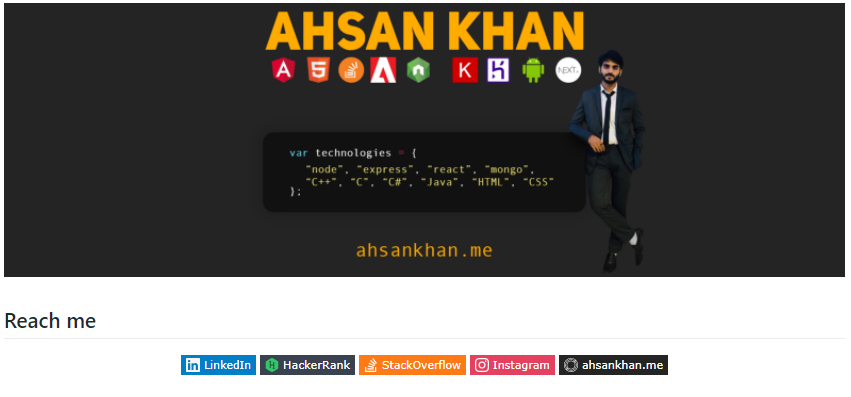 AHSAN KHAN
NEXT
var technologies = {
"node", "express", "react", "mongo",
"C++", "C", "C#", "Java", "HTML", "CSS"
};
ahsankhan.me
Reach me
LinkedIn HackerRank StackOverflow Instagram ahsankhan.me